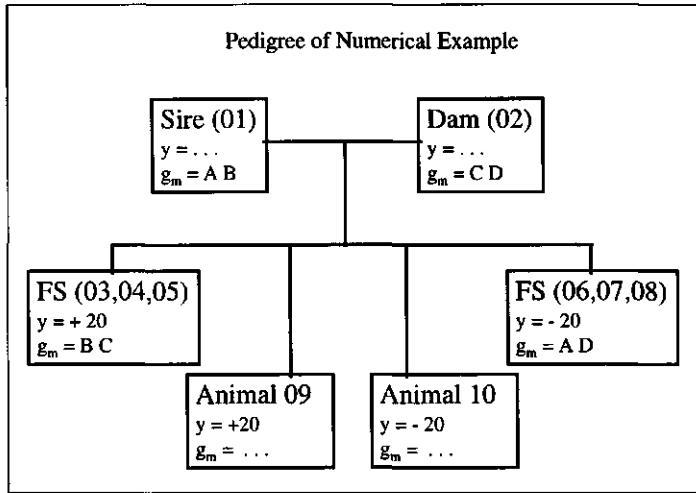 Pedigree of Numerical Example
Sire (01)
y = . . .
gm = A B
Dam (02)
y = . . .
gm = C D
FS (03,04,05)
y = + 20
gm = B C
FS (06,07,08)
y = - 20
gm = A D
Animal 09
y = +20
gm = . . .
Animal 10
y = - 20
gm = . . .